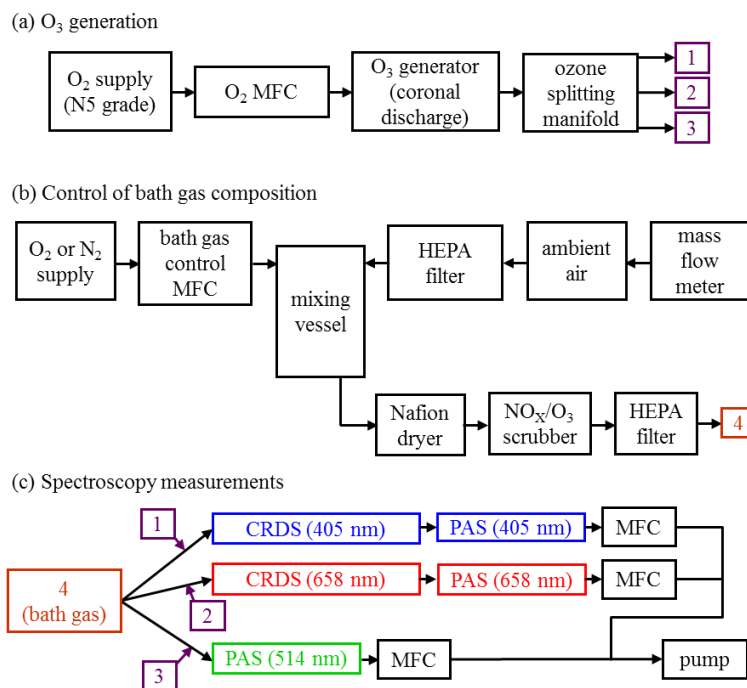 (a) O₃ generation
O₂ supply
(N5 grade)
O₂ MFC
O₃ generator
(coronal
discharge)
ozone
splitting
manifold
1
2
3
(b) Control of bath gas composition
O₂ or N₂
supply
bath gas
control
MFC
mixing
vessel
HEPA
filter
ambient
air
mass
flow
meter
Nafion
dryer
NOX/O₃
scrubber
HEPA
filter
4
(c) Spectroscopy measurements
4
(bath gas)
1
CRDS (405 nm)
PAS (405 nm)
MFC
2
CRDS (658 nm)
PAS (658 nm)
MFC
3
PAS (514 nm)
MFC
pump